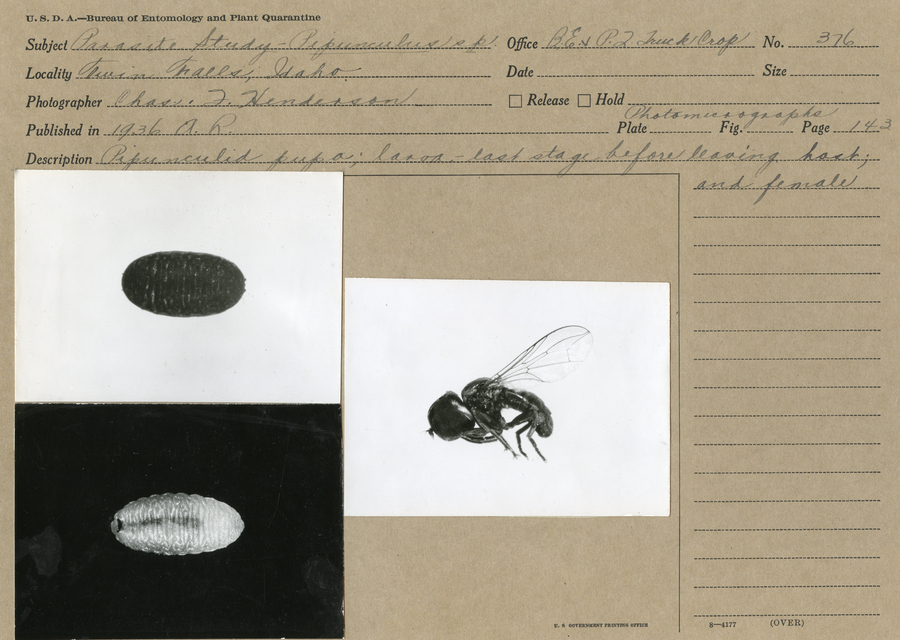 U. S. D. A.—Bureau of Entomology and Plant Quarantine
Subject Parasite Study - Pipunculus sp. Office B.E. & P.Q. Truck Crop No. 376
Locality Twin Falls, Idaho. Date Size
Photographer Chas. F. Henderson Release Hold
Photomicrographs
Published in 1936 A. R. Plate Fig. Page 143
Description Pipunculid pupa; larva - last stage before leaving host;
and female
U. S. GOVERNMENT PRINTING OFFICE
8—4177 (OVER)